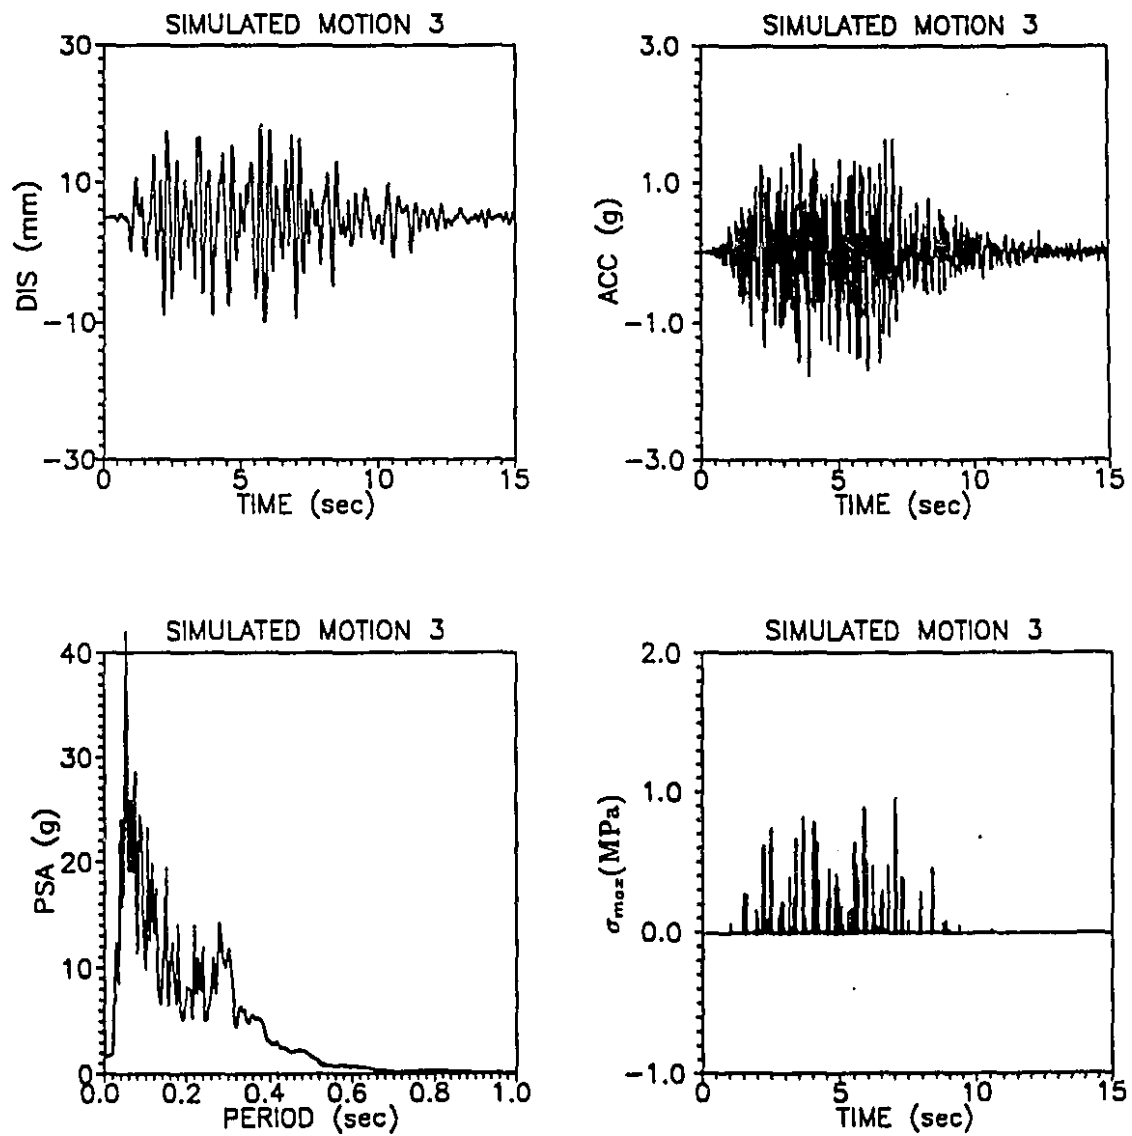 SIMULATED MOTION 3
30
10
-10
-30
DIS (mm)
0 5 10 15
TIME (sec)
SIMULATED MOTION 3
3.0
1.0
-1.0
-3.0
ACC (g)
0 5 10 15
TIME (sec)
SIMULATED MOTION 3
40
30
20
10
0
PSA (g)
0.0 0.2 0.4 0.6 0.8 1.0
PERIOD (sec)
SIMULATED MOTION 3
2.0
1.0
0.0
-1.0
σmax(MPa)
0 5 10 15
TIME (sec)